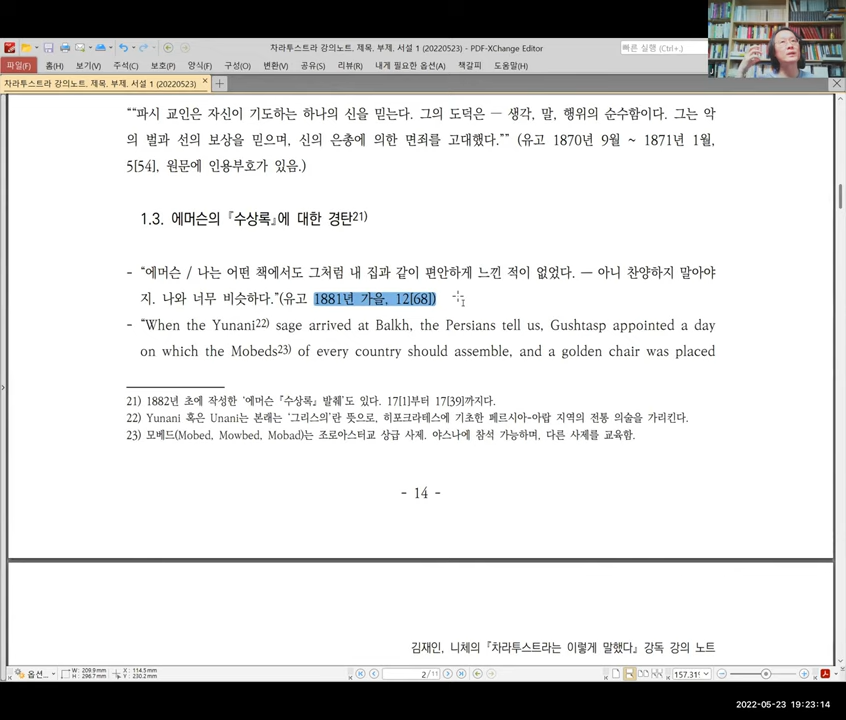 차라투스트라 강의노트. 제목, 부제, 서설 1 (20220523) - PDF-XChange Editor
빠른 실행 (Ctrl+.)
파일(F) 홈(H) 보기(V) 주석(C) 보호(P) 양식(F) 구성(O) 변환(V) 공유(S) 리뷰(R) 내게 필요한 옵션(A) 책갈피 도움말(H)
차라투스트라 강의노트. 제목, 부제, 서설 1 (20220523)
““파시 교인은 자신이 기도하는 하나의 신을 믿는다. 그의 도덕은 — 생각, 말, 행위의 순수함이다. 그는 악
의 벌과 선의 보상을 믿으며, 신의 은총에 의한 면죄를 고대했다.”” (유고 1870년 9월 ~ 1871년 1월,
5[54], 원문에 인용부호가 있음.)
1.3. 에머슨의 『수상록』에 대한 경탄21)
- “에머슨 / 나는 어떤 책에서도 그처럼 내 집과 같이 편안하게 느낀 적이 없었다. — 아니 찬양하지 말아야
지. 나와 너무 비슷하다.”(유고 1881년 가을, 12[68])
- “When the Yunani22) sage arrived at Balkh, the Persians tell us, Gushtasp appointed a day
on which the Mobeds23) of every country should assemble, and a golden chair was placed
21) 1882년 초에 작성한 ‘에머슨 『수상록』 발췌’도 있다. 17[1]부터 17[39]까지다.
22) Yunani 혹은 Unani는 본래는 ‘그리스의’란 뜻으로, 히포크라테스에 기초한 페르시아-아랍 지역의 전통 의술을 가리킨다.
23) 모베드(Mobed, Mowbed, Mobad)는 조로아스터교 상급 사제. 야스나에 참석 가능하며, 다른 사제를 교육함.
- 14 -
김재인, 니체의 『차라투스트라는 이렇게 말했다』 강독 강의 노트
옵션... W: 209.9mm X: 114.5mm 2/11 157.31%
H: 296.7mm Y: 230.2mm
2022-05-23 19:23:14